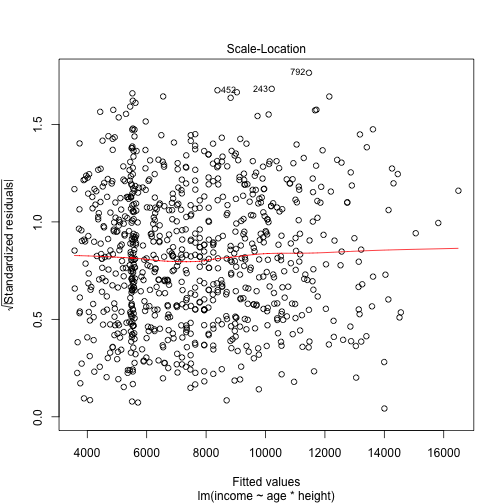 Scale-Location
792
452
243
1.5
1.0
0.5
0.0
√|Standardized residuals|
4000 6000 8000 10000 12000 14000 16000
Fitted values
lm(income ~ age * height)